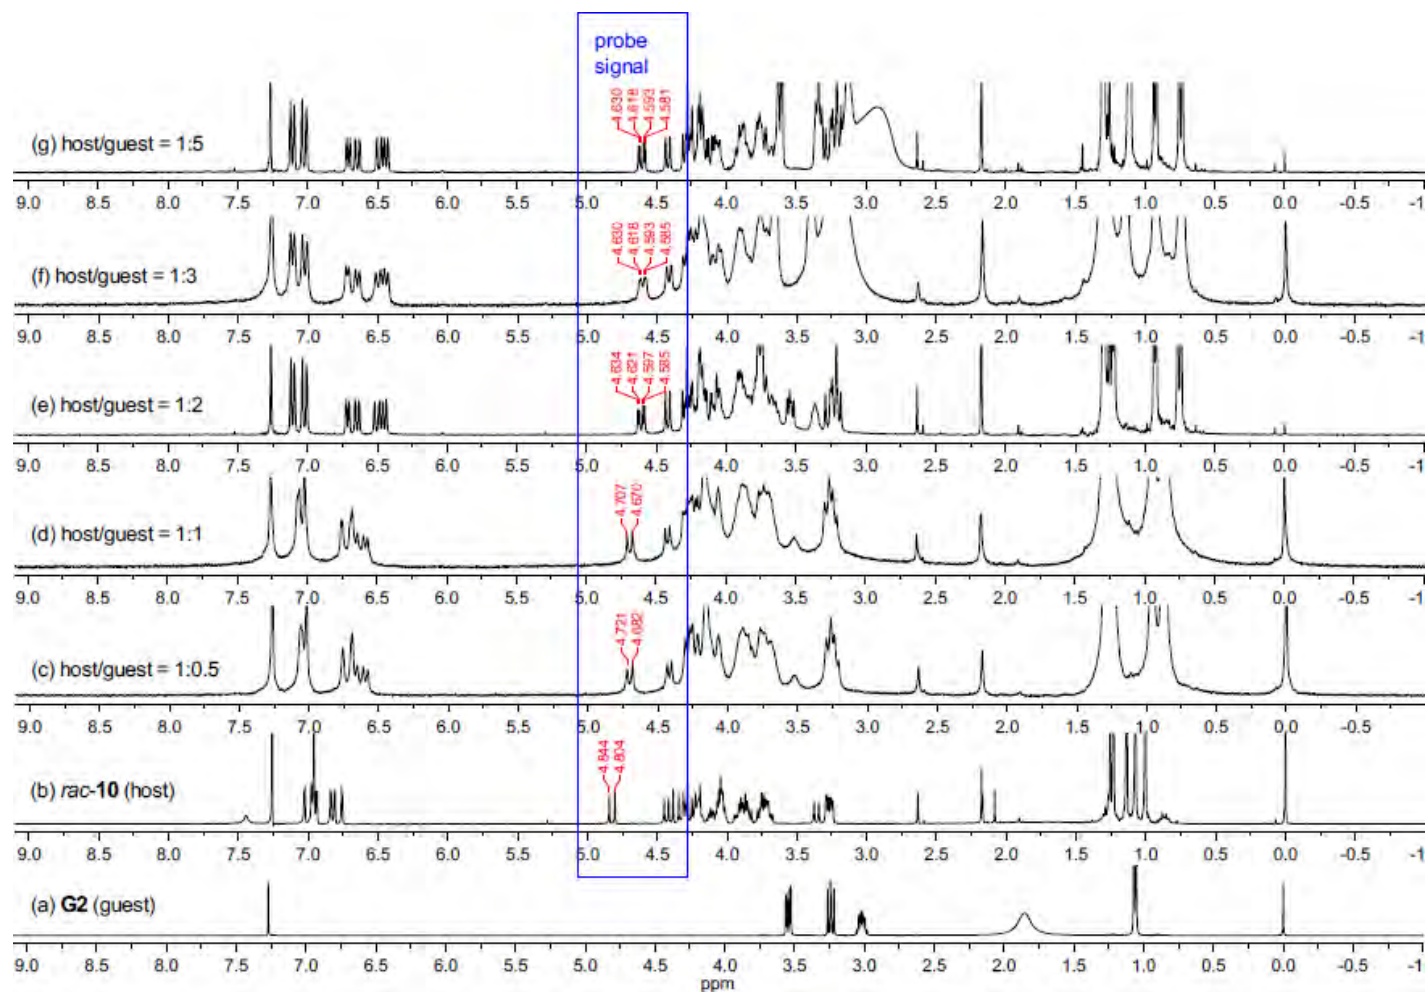 probe
signal
4.630
4.618
4.593
4.581
(g) host/guest = 1:5
9.0 8.5 8.0 7.5 7.0 6.5 6.0 5.5 5.0 4.5 4.0 3.5 3.0 2.5 2.0 1.5 1.0 0.5 0.0 -0.5 -1
4.630
4.618
4.593
4.585
(f) host/guest = 1:3
9.0 8.5 8.0 7.5 7.0 6.5 6.0 5.5 5.0 4.5 4.0 3.5 3.0 2.5 2.0 1.5 1.0 0.5 0.0 -0.5 -1
4.634
4.621
4.597
4.585
(e) host/guest = 1:2
9.0 8.5 8.0 7.5 7.0 6.5 6.0 5.5 5.0 4.5 4.0 3.5 3.0 2.5 2.0 1.5 1.0 0.5 0.0 -0.5 -1
4.707
4.670
(d) host/guest = 1:1
9.0 8.5 8.0 7.5 7.0 6.5 6.0 5.5 5.0 4.5 4.0 3.5 3.0 2.5 2.0 1.5 1.0 0.5 0.0 -0.5 -1
4.721
4.682
(c) host/guest = 1:0.5
9.0 8.5 8.0 7.5 7.0 6.5 6.0 5.5 5.0 4.5 4.0 3.5 3.0 2.5 2.0 1.5 1.0 0.5 0.0 -0.5 -1
4.844
4.804
(b) rac-10 (host)
9.0 8.5 8.0 7.5 7.0 6.5 6.0 5.5 5.0 4.5 4.0 3.5 3.0 2.5 2.0 1.5 1.0 0.5 0.0 -0.5 -1
(a) G2 (guest)
9.0 8.5 8.0 7.5 7.0 6.5 6.0 5.5 5.0 4.5 4.0 3.5 3.0 2.5 2.0 1.5 1.0 0.5 0.0 -0.5 -1
ppm